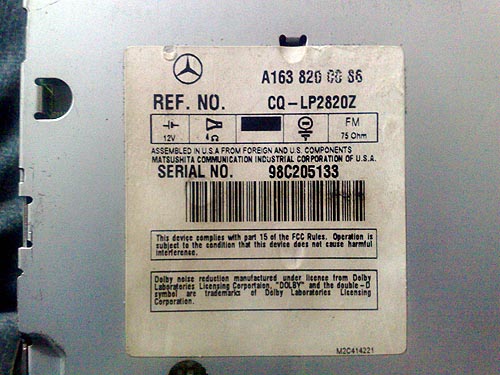 A163 820 00 86
REF. NO. CQ-LP2820Z
12V 4Ω FM 75 Ohm
ASSEMBLED IN U.S.A FROM FOREIGN AND U.S. COMPONENTS
MATSUSHITA COMMUNICATION INDUSTRIAL CORPORATION OF U.S.A.
SERIAL NO. 98C205133
This device complies with part 15 of the FCC Rules. Operation is
subject to the condition that this device does not cause harmful
interference.
Dolby noise reduction manufactured under license from Dolby
Laboratories Licensing Corportaion, "DOLBY" and the double-D
symbol are trademarks of Dolby Laboratories Licensing
Corporation.
M2C414221